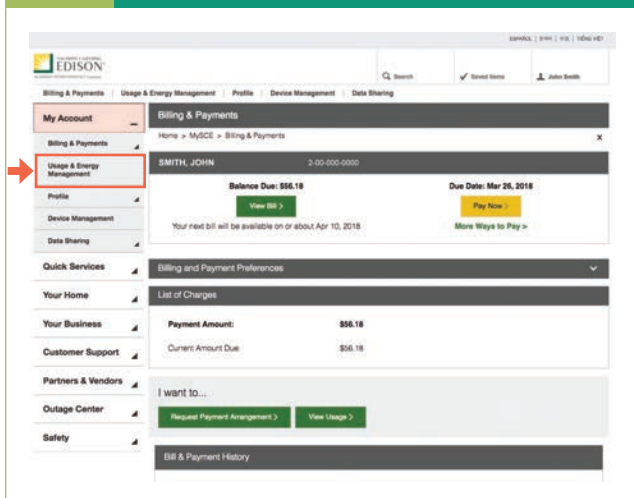 ESPAÑOL | 한국어 | 中文 | TIẾNG VIỆT
EDISON
Search
Saved Items
John Smith
Billing & Payments | Usage & Energy Management | Profile | Device Management | Data Sharing
My Account
Billing & Payments
Usage & Energy
Management
Profile
Device Management
Data Sharing
Quick Services
Your Home
Your Business
Customer Support
Partners & Vendors
Outage Center
Safety
Billing & Payments
Home > MySCE > Billing & Payments x
SMITH, JOHN 2-00-000-0000
Balance Due: $56.18 Due Date: Mar 26, 2018
View Bill > Pay Now >
Your next bill will be available on or about Apr 10, 2018 More Ways to Pay >
Billing and Payment Preferences
List of Charges
Payment Amount: $56.18
Current Amount Due: $56.18
I want to...
Request Payment Arrangement > View Usage >
Bill & Payment History